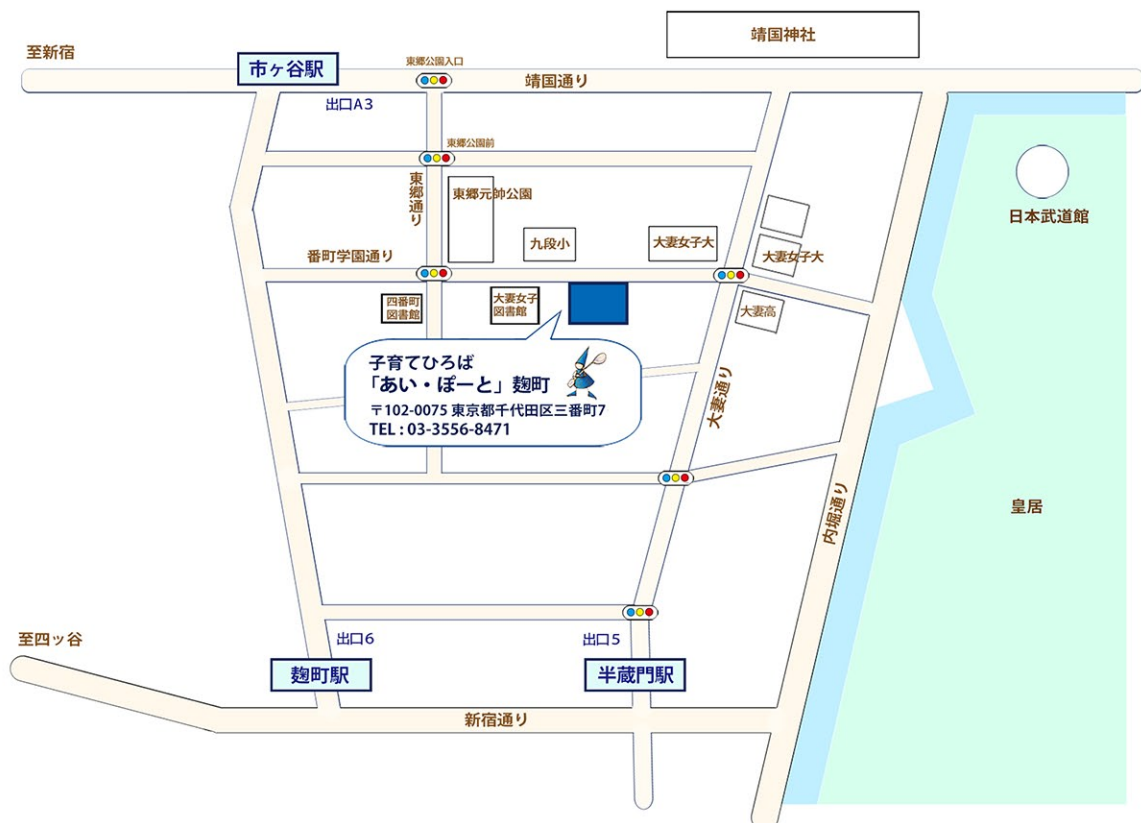 靖国神社
至新宿
市ヶ谷駅
東郷公園入口
靖国通り
出口A3
東郷公園前
東郷通り
東郷元帥公園
日本武道館
九段小
大妻女子大
大妻女子大
番町学園通り
四番町
図書館
大妻女子
図書館
大妻高
子育てひろば
「あい・ぽーと」麹町
〒102-0075 東京都千代田区三番町7
TEL : 03-3556-8471
大妻通り
内堀通り
皇居
至四ッ谷
出口6
出口5
麹町駅
半蔵門駅
新宿通り